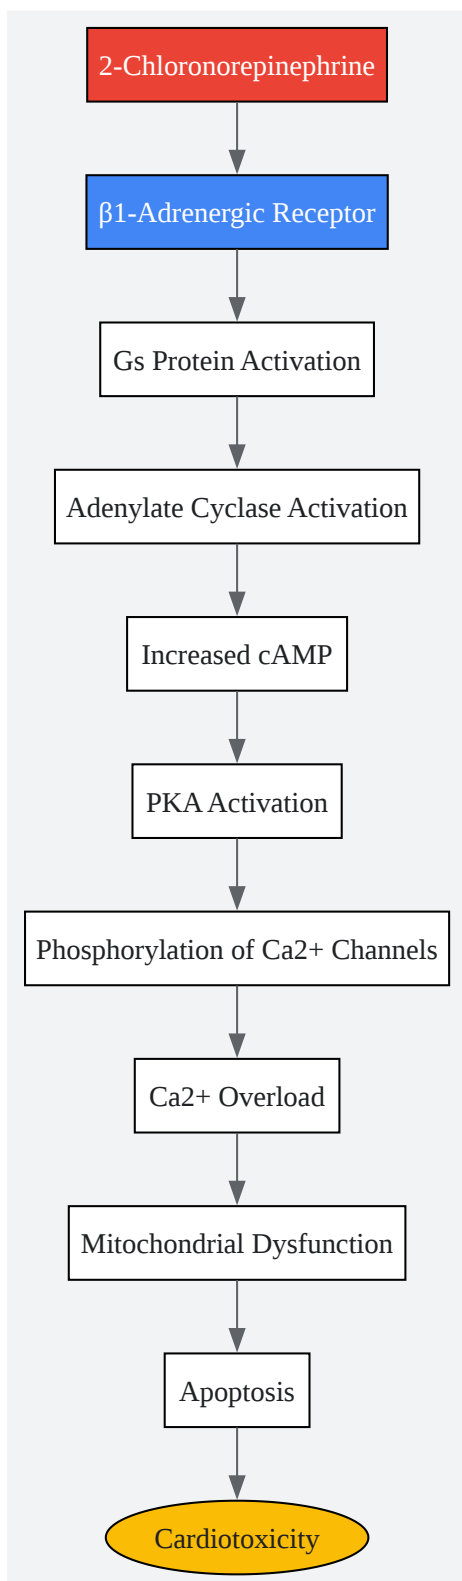 2-Chloronorepinephrine
β1-Adrenergic Receptor
Gs Protein Activation
Adenylate Cyclase Activation
Increased cAMP
PKA Activation
Phosphorylation of Ca2+ Channels
Ca2+ Overload
Mitochondrial Dysfunction
Apoptosis
Cardiotoxicity